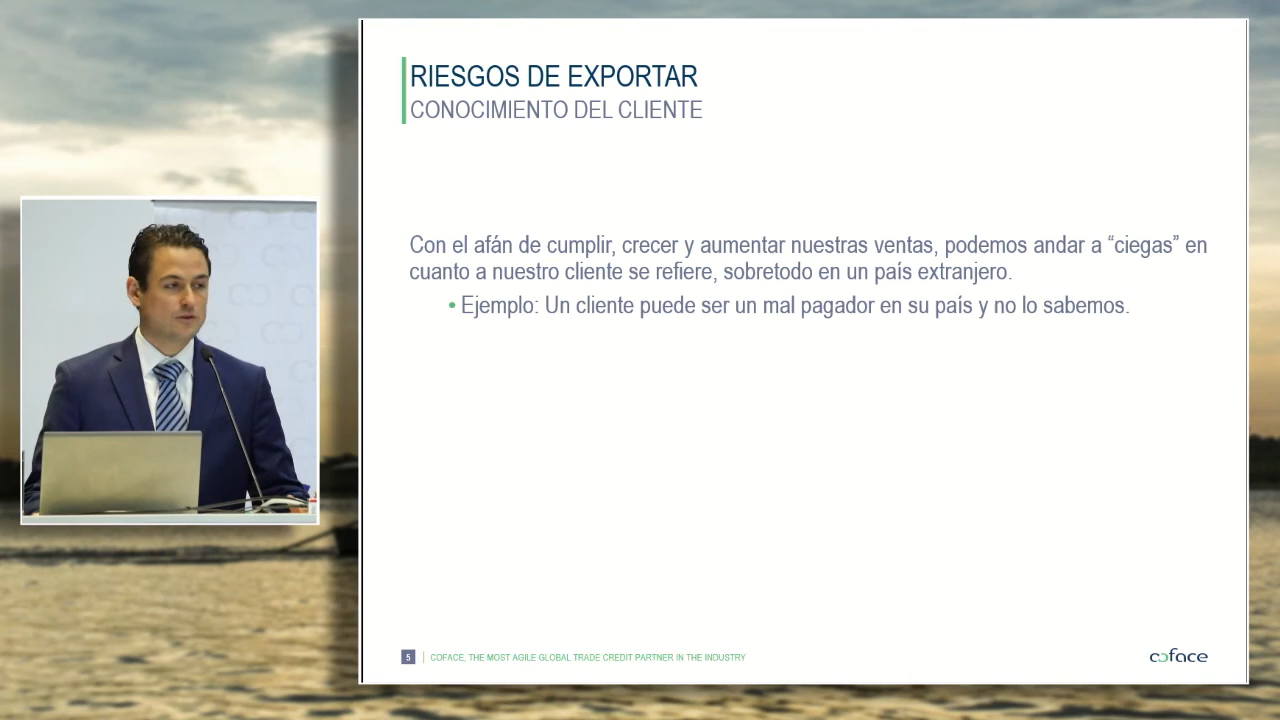 RIESGOS DE EXPORTAR
CONOCIMIENTO DEL CLIENTE
Con el afán de cumplir, crecer y aumentar nuestras ventas, podemos andar a “ciegas” en
cuanto a nuestro cliente se refiere, sobretodo en un país extranjero.
• Ejemplo: Un cliente puede ser un mal pagador en su país y no lo sabemos.
5
COFACE, THE MOST AGILE GLOBAL TRADE CREDIT PARTNER IN THE INDUSTRY
coface